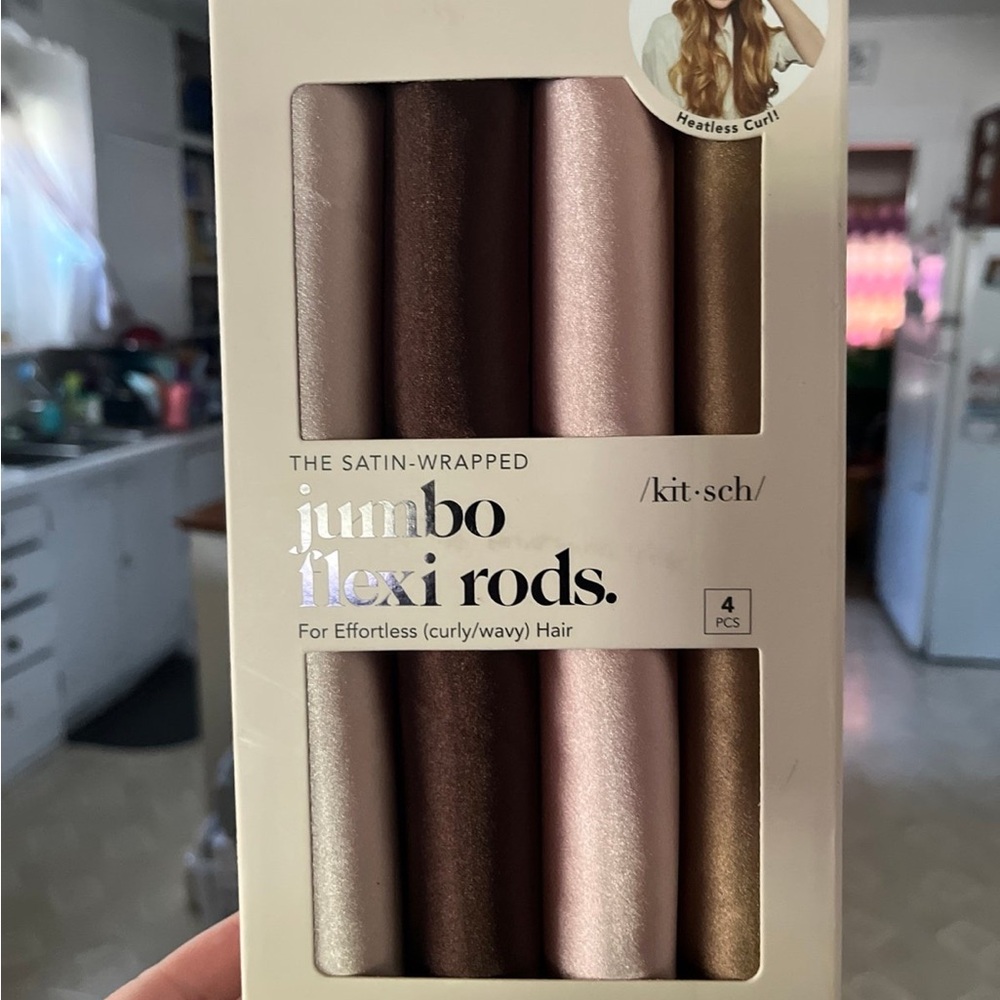 Heatless Curl!
THE SATIN-WRAPPED
jumbo
flexi rods.
/kit·sch/
For Effortless (curly/wavy) Hair
4
PCS